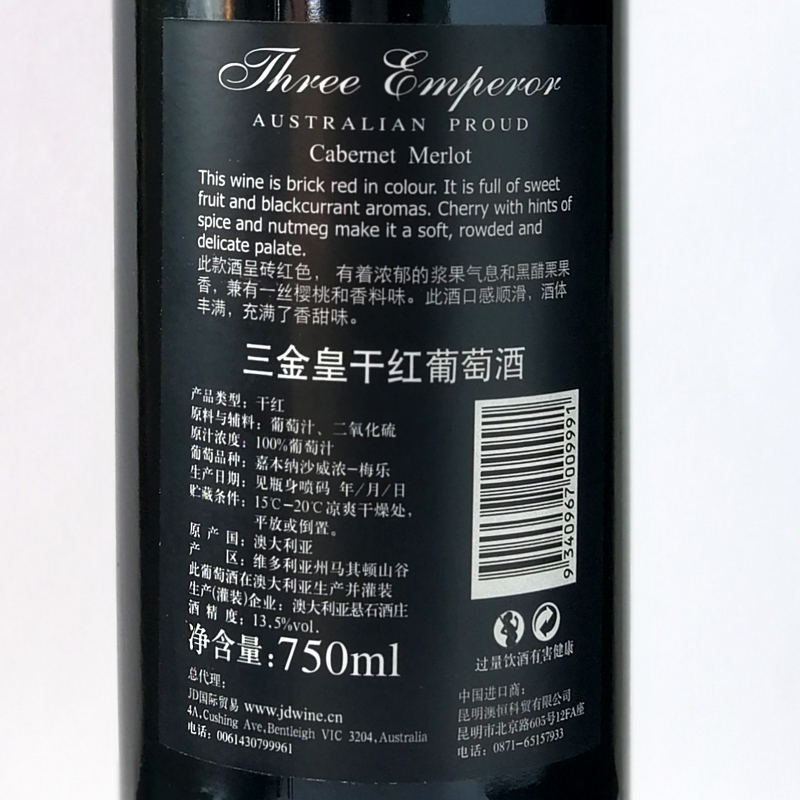 Three Emperor
AUSTRALIAN PROUD
Cabernet Merlot
This wine is brick red in colour. It is full of sweet
fruit and blackcurrant aromas. Cherry with hints of
spice and nutmeg make it a soft, rowded and
delicate palate.
此款酒呈砖红色， 有着浓郁的浆果气息和黑醋栗果
香，兼有一丝樱桃和香料味。此酒口感顺滑，酒体
丰满，充满了香甜味。
三金皇干红葡萄酒
产品类型：干红
原料与辅料：葡萄汁、二氧化硫
原汁浓度：100%葡萄汁
葡萄品种：嘉本纳沙威浓-梅乐
生产日期：见瓶身喷码 年/月/日
贮藏条件：15℃-20℃凉爽干燥处，
平放或倒置。
原 产 国：澳大利亚
产 区：维多利亚州马其顿山谷
此葡萄酒在澳大利亚生产并灌装
生产(灌装)企业：澳大利亚悬石酒庄
酒 精 度：13.5%vol.
净含量:750ml
总代理：
JD国际贸易 www.jdwine.cn
4A,Cushing Ave,Bentleigh VIC 3204,Australia
电话：0061430799961
9 340967 009991
过量饮酒有害健康
中国进口商：
昆明澳恒科贸有限公司
昆明市北京路605号12FA座
电话：0871-65157933